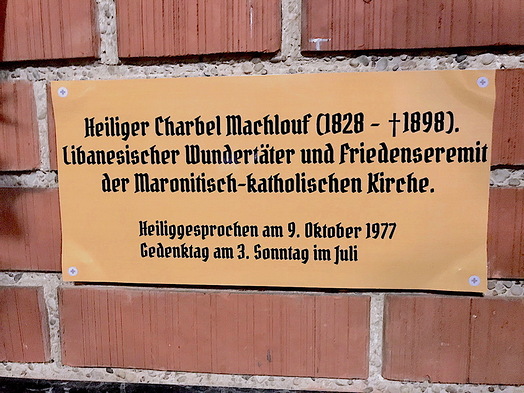 Heiliger Charbel Machlouf (1828 - †1898).
Libanesischer Wundertäter und Friedenseremit
der Maronitisch-katholischen Kirche.
Heiliggesprochen am 9. Oktober 1977
Gedenktag am 3. Sonntag im Juli